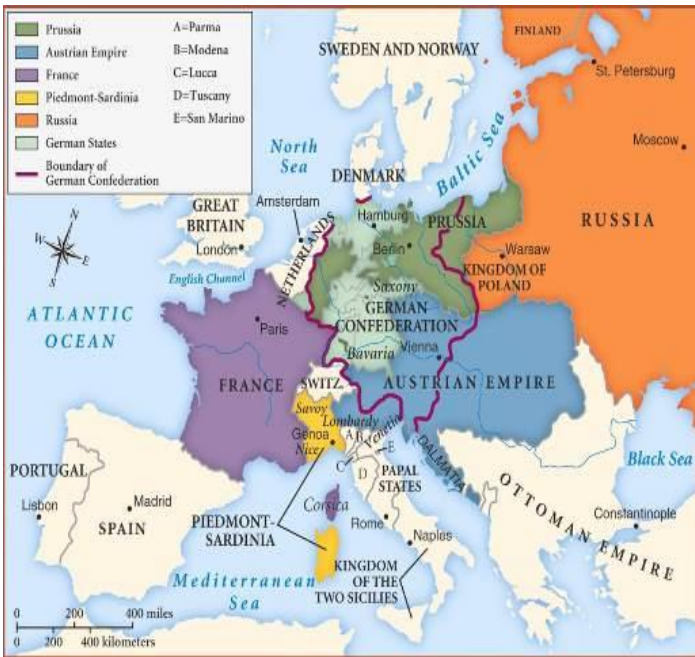 Prussia
Austrian Empire
France
Piedmont-Sardinia
Russia
German States
Boundary of
German Confederation
A=Parma
B=Modena
C=Lucca
D=Tuscany
E=San Marino
SWEDEN AND NORWAY
FINLAND
St. Petersburg
Moscow
North
Sea
Baltic Sea
DENMARK
GREAT
BRITAIN
London
Amsterdam
NETHERLANDS
Hamburg
PRUSSIA
Berlin
RUSSIA
Warsaw
KINGDOM OF
POLAND
N
W
E
S
English Channel
ATLANTIC
OCEAN
Paris
Saxony
GERMAN
CONFEDERATION
Bavaria
Vienna
FRANCE
SWITZ.
AUSTRIAN EMPIRE
Savoy
Lombardy
Venetia
Genoa
Nice
A
B
C
D
E
DALMATIA
PAPAL
STATES
Black Sea
PORTUGAL
Lisbon
Madrid
SPAIN
Corsica
Rome
Naples
OTTOMAN EMPIRE
Constantinople
PIEDMONT-
SARDINIA
KINGDOM
OF THE
TWO SICILIES
Mediterranean
Sea
0 200 400 miles
0 200 400 kilometers